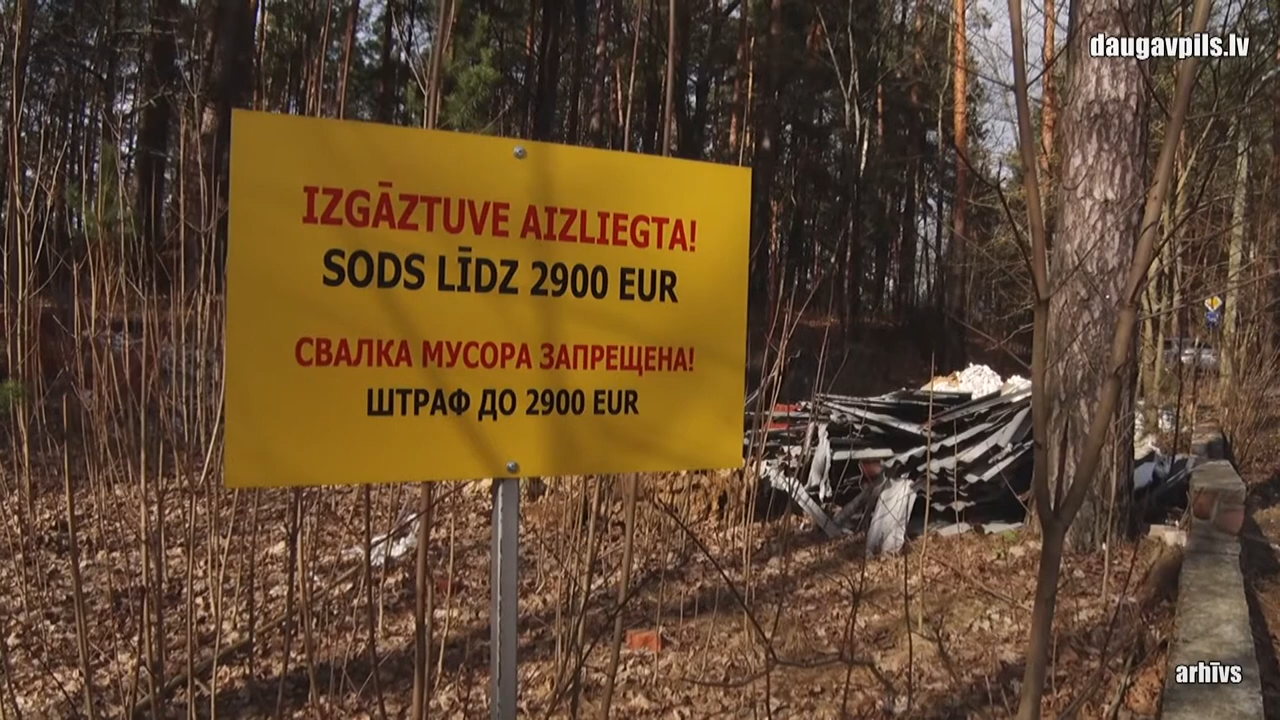 daugavpils.lv
IZGĀZTUVE AIZLIEGTA!
SODS LĪDZ 2900 EUR
СВАЛКА МУСОРА ЗАПРЕЩЕНА!
ШТРАФ ДО 2900 EUR
arhīvs